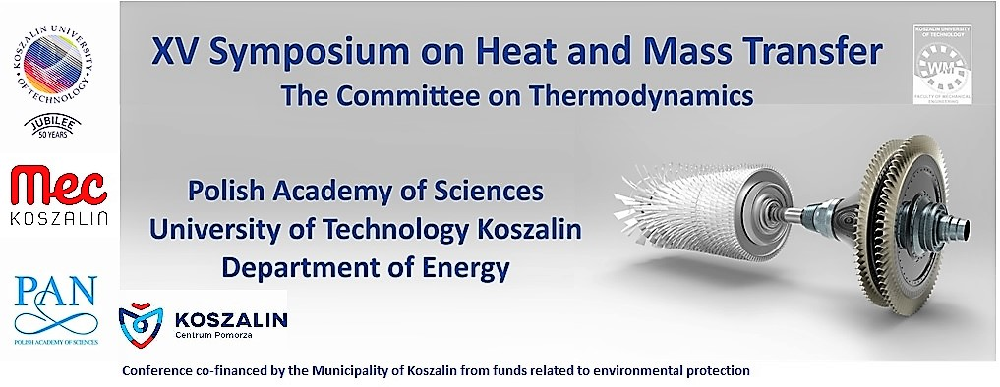 KOSZALIN UNIVERSITY
OF TECHNOLOGY
JUBILEE
50 YEARS
XV Symposium on Heat and Mass Transfer
The Committee on Thermodynamics
KOSZALIN UNIVERSITY
OF TECHNOLOGY
WM
FACULTY OF MECHANICAL
ENGINEERING
mec
KOSZALIN
Polish Academy of Sciences
University of Technology Koszalin
Department of Energy
PAN
POLISH ACADEMY OF SCIENCES
KOSZALIN
Centrum Pomorza
Conference co-financed by the Municipality of Koszalin from funds related to environmental protection